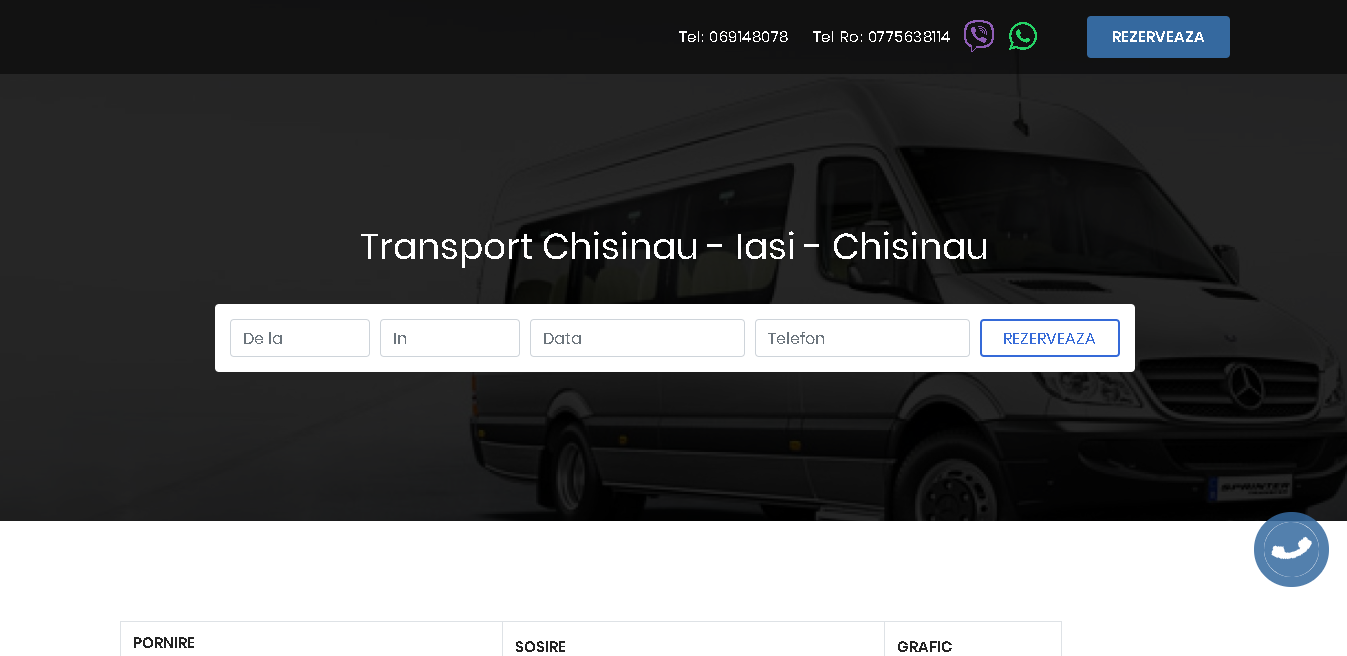 Tel: 069148078 Tel Ro: 0775638114 REZERVEAZA
Transport Chisinau - Iasi - Chisinau
De la In Data Telefon REZERVEAZA
SPRINTER
PORNIRE SOSIRE GRAFIC